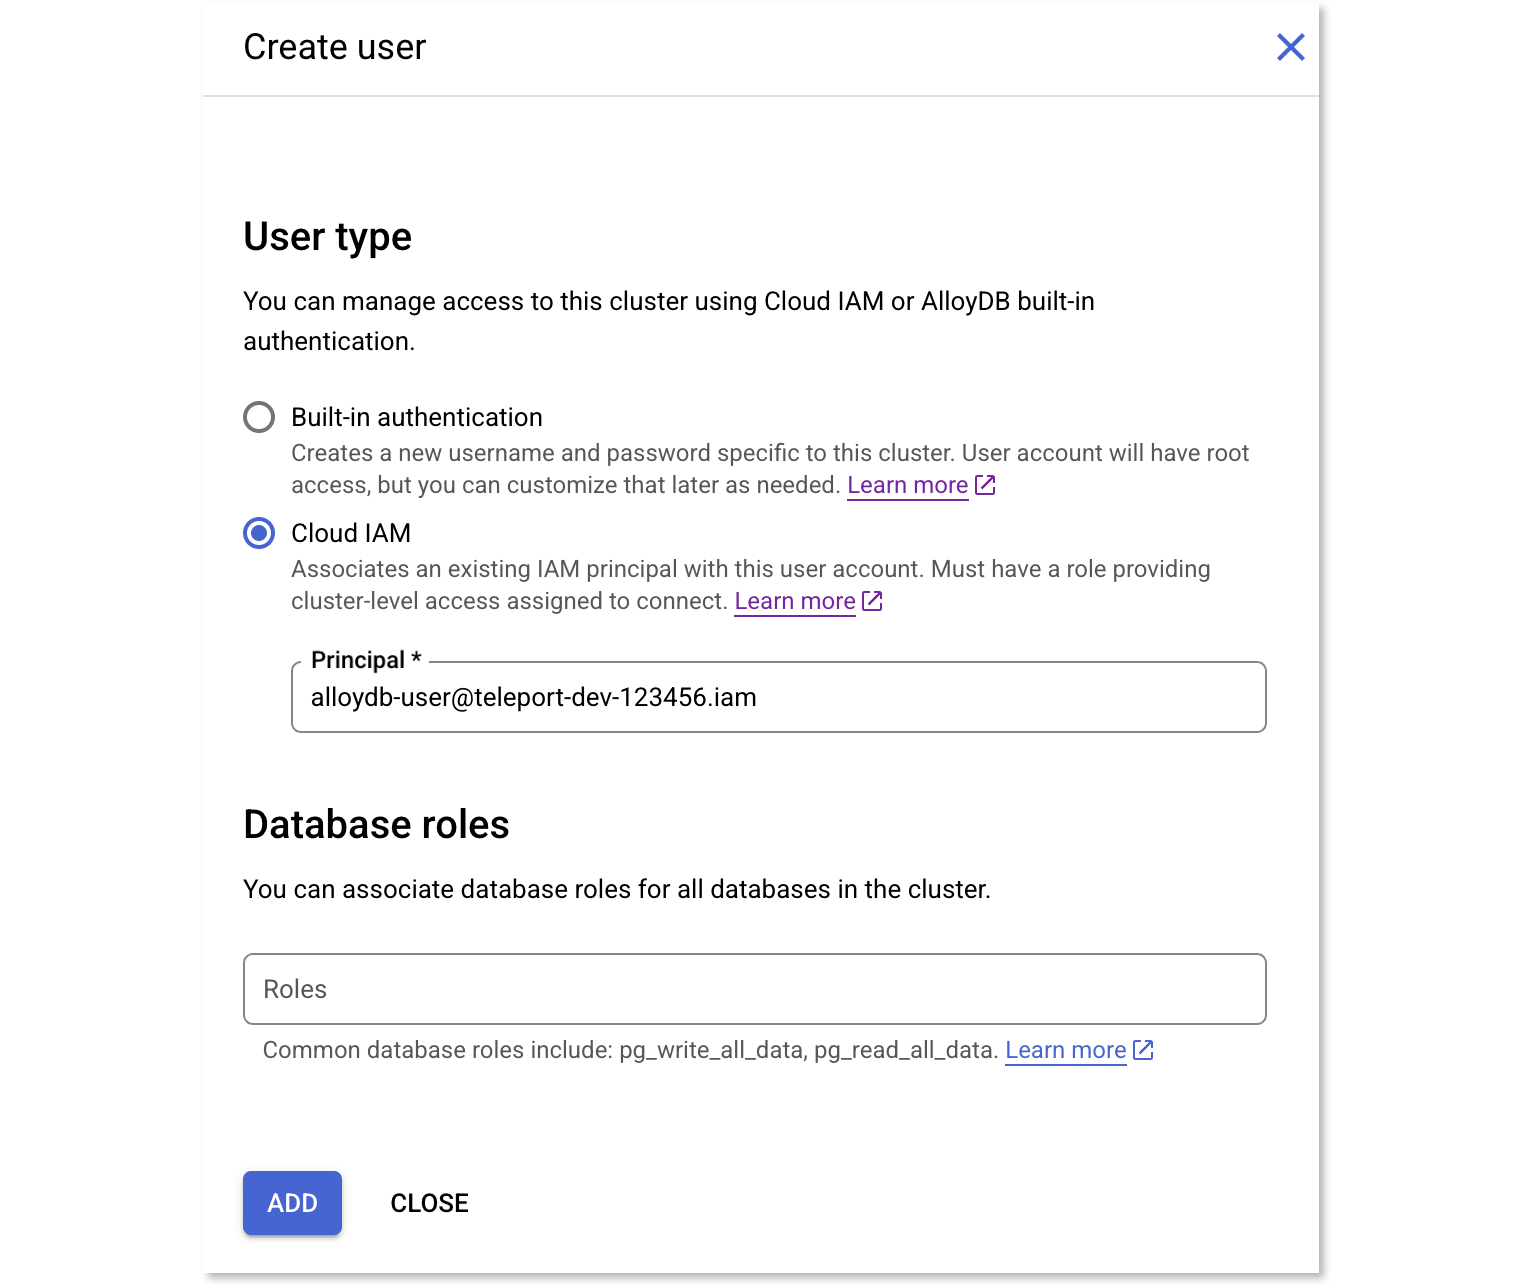 Create user
User type
You can manage access to this cluster using Cloud IAM or AlloyDB built-in
authentication.
Built-in authentication
Creates a new username and password specific to this cluster. User account will have root
access, but you can customize that later as needed. Learn more
Cloud IAM
Associates an existing IAM principal with this user account. Must have a role providing
cluster-level access assigned to connect. Learn more
Principal *
alloydb-user@teleport-dev-123456.iam
Database roles
You can associate database roles for all databases in the cluster.
Roles
Common database roles include: pg_write_all_data, pg_read_all_data. Learn more
ADD CLOSE